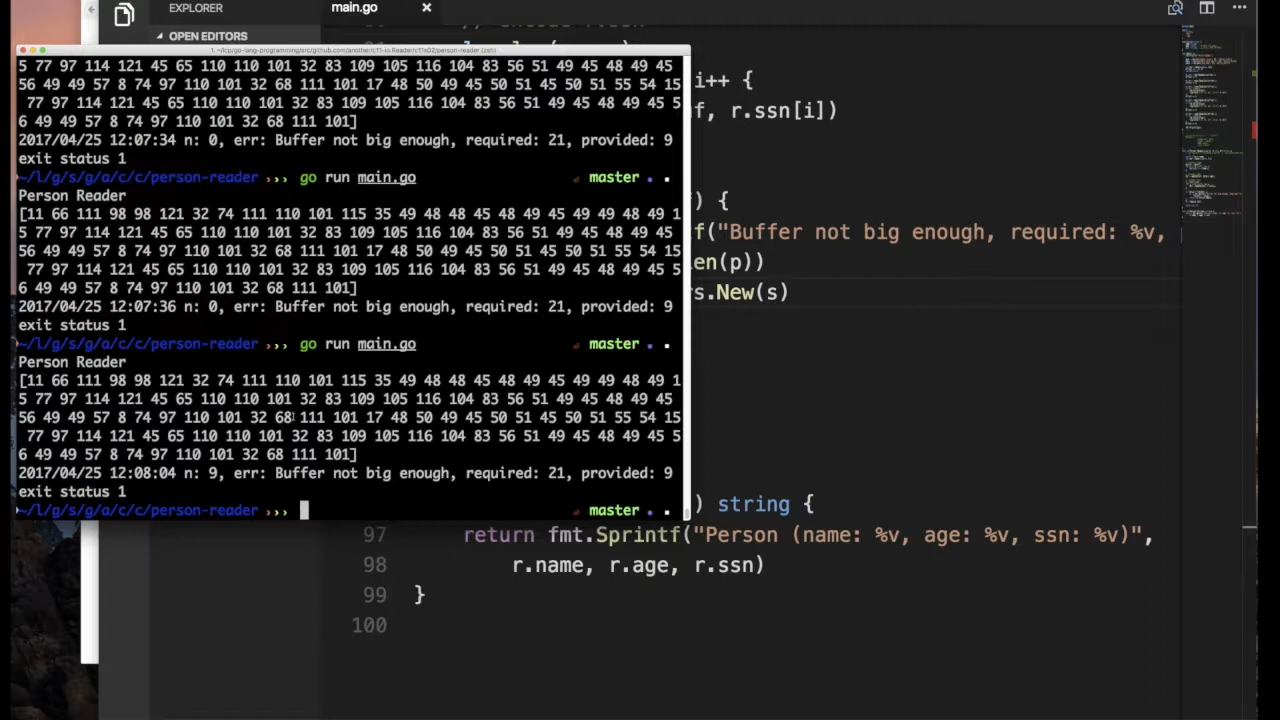 EXPLORER
main.go
OPEN EDITORS
1. ~/lcp/go-lang-programming/src/github.com/another/c11-io.Reader/c11s02/person-reader (zsh)
5 77 97 114 121 45 65 110 110 101 32 83 109 105 116 104 83 56 51 49 45 48 49 45
56 49 49 57 8 74 97 110 101 32 68 111 101 17 48 50 49 45 50 51 45 50 51 55 54 15
77 97 114 121 45 65 110 110 101 32 83 109 105 116 104 83 56 51 49 45 48 49 45 5
6 49 49 57 8 74 97 110 101 32 68 111 101]
2017/04/25 12:07:34 n: 0, err: Buffer not big enough, required: 21, provided: 9
exit status 1
~/l/g/s/g/a/c/c/person-reader ››› go run main.go master
Person Reader
[11 66 111 98 98 121 32 74 111 110 101 115 35 49 48 48 45 48 49 45 49 49 48 49 1
5 77 97 114 121 45 65 110 110 101 32 83 109 105 116 104 83 56 51 49 45 48 49 45
56 49 49 57 8 74 97 110 101 32 68 111 101 17 48 50 49 45 50 51 45 50 51 55 54 15
77 97 114 121 45 65 110 110 101 32 83 109 105 116 104 83 56 51 49 45 48 49 45 5
6 49 49 57 8 74 97 110 101 32 68 111 101]
2017/04/25 12:07:36 n: 0, err: Buffer not big enough, required: 21, provided: 9
exit status 1
~/l/g/s/g/a/c/c/person-reader ››› go run main.go master
Person Reader
[11 66 111 98 98 121 32 74 111 110 101 115 35 49 48 48 45 48 49 45 49 49 48 49 1
5 77 97 114 121 45 65 110 110 101 32 83 109 105 116 104 83 56 51 49 45 48 49 45
56 49 49 57 8 74 97 110 101 32 68 111 101 17 48 50 49 45 50 51 45 50 51 55 54 15
77 97 114 121 45 65 110 110 101 32 83 109 105 116 104 83 56 51 49 45 48 49 45 5
6 49 49 57 8 74 97 110 101 32 68 111 101]
2017/04/25 12:08:04 n: 9, err: Buffer not big enough, required: 21, provided: 9
exit status 1
~/l/g/s/g/a/c/c/person-reader ››› master
i++ {
f, r.ssn[i])
) {
f("Buffer not big enough, required: %v,
len(p))
rs.New(s)
) string {
97 return fmt.Sprintf("Person (name: %v, age: %v, ssn: %v)",
98 r.name, r.age, r.ssn)
99 }
100